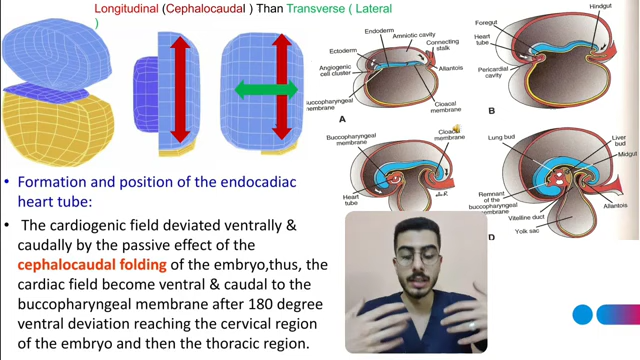 Longitudinal (Cephalocaudal ) Than Transverse ( Lateral
)
Endoderm
Amniotic cavity
Ectoderm
Connecting
stalk
Angiogenic
cell cluster
Allantois
Buccopharyngeal
membrane
Cloacal
membrane
A
Hindgut
Foregut
Heart
tube
Pericardial
cavity
B
Buccopharyngeal
membrane
Cloacal
membrane
Heart
tube
Lung bud
Liver
bud
Midgut
Remnant
of the
buccopharyngeal
membrane
Allantois
Vitelline duct
Yolk sac
D
• Formation and position of the endocadiac
heart tube:
• The cardiogenic field deviated ventrally &
caudally by the passive effect of the
cephalocaudal folding of the embryo,thus, the
cardiac field become ventral & caudal to the
buccopharyngeal membrane after 180 degree
ventral deviation reaching the cervical region
of the embryo and then the thoracic region.